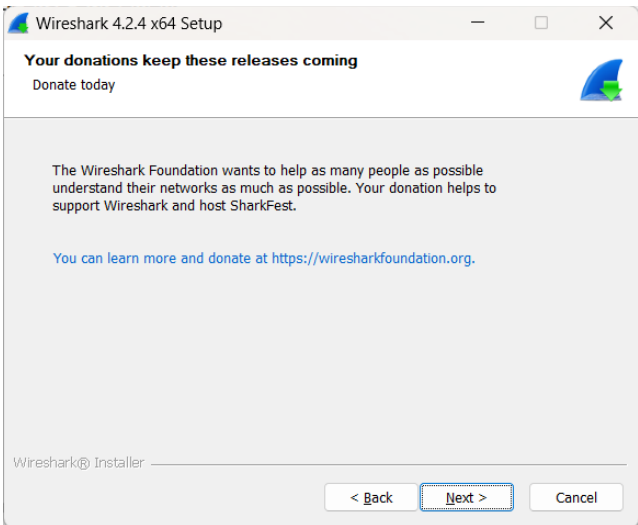 Wireshark 4.2.4 x64 Setup
Your donations keep these releases coming
Donate today
The Wireshark Foundation wants to help as many people as possible
understand their networks as much as possible. Your donation helps to
support Wireshark and host SharkFest.
You can learn more and donate at https://wiresharkfoundation.org.
Wireshark® Installer
< Back
Next >
Cancel